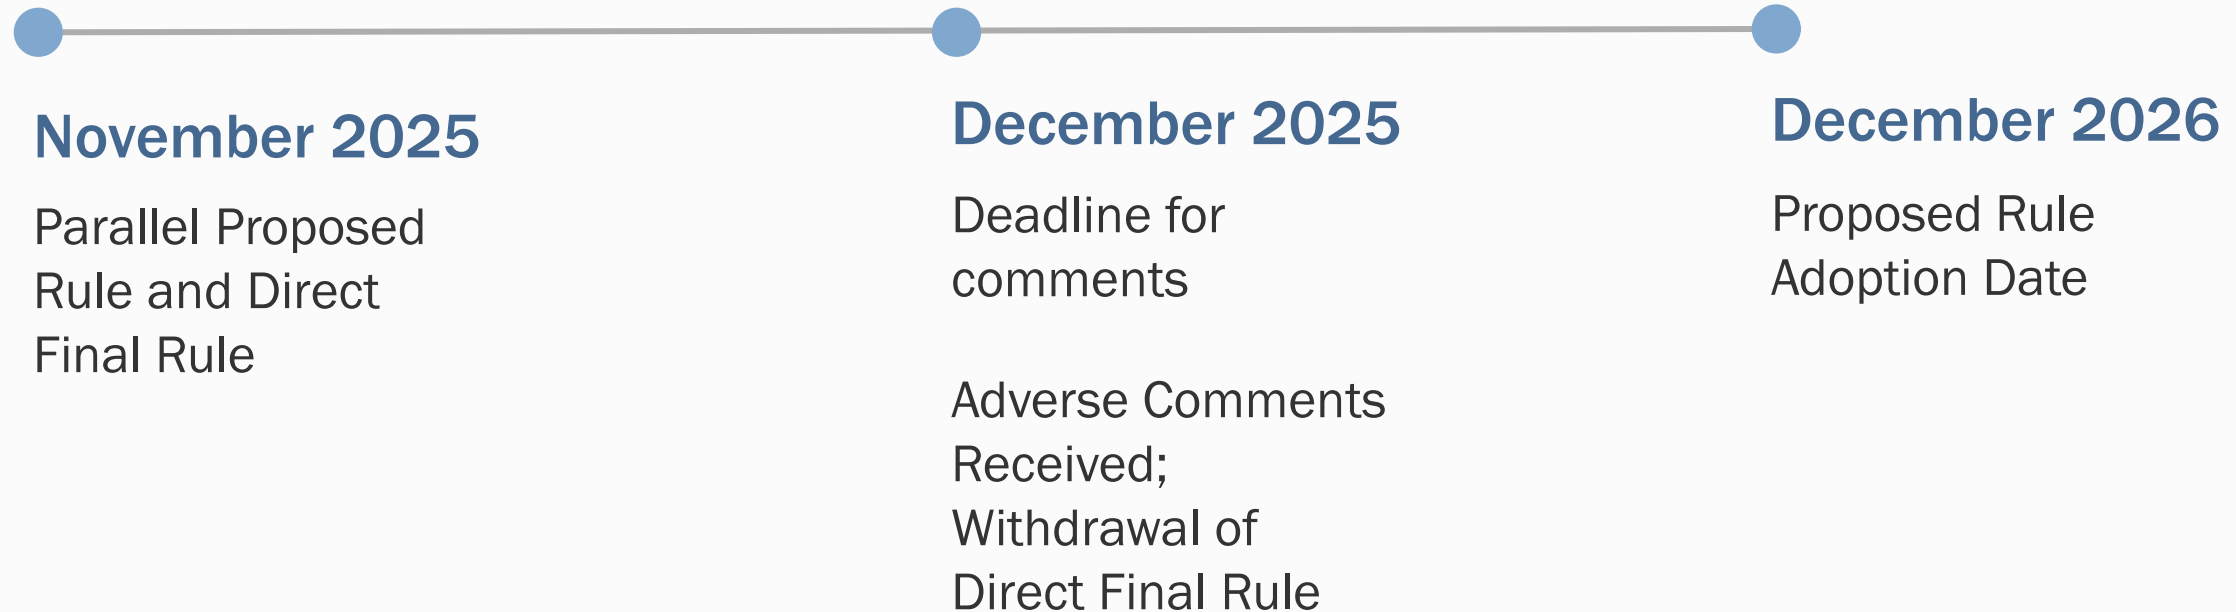 November 2025
Parallel Proposed
Rule and Direct
Final Rule
December 2025
Deadline for
comments
Adverse Comments
Received;
Withdrawal of
Direct Final Rule
December 2026
Proposed Rule
Adoption Date